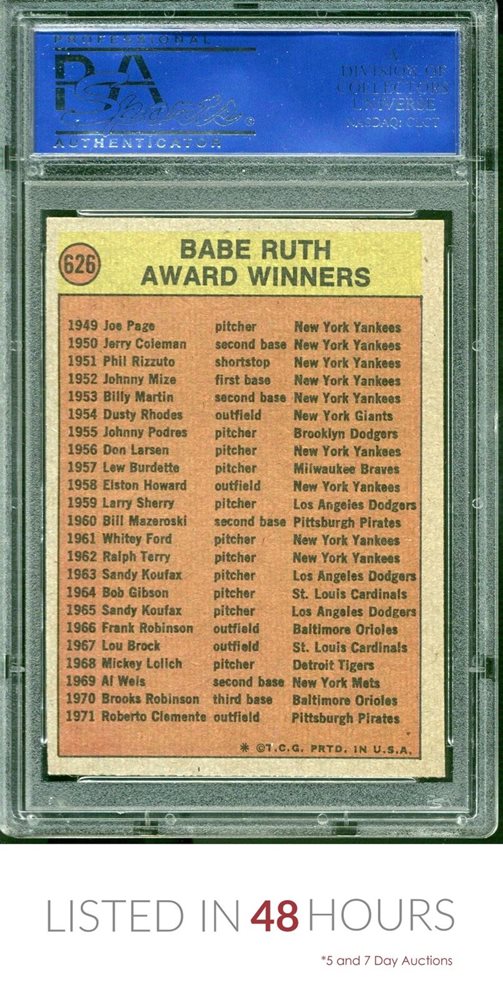 PROFESSIONAL
PSA
Sports®
AUTHENTICATOR
A
DIVISION OF
COLLECTORS
UNIVERSE
NASDAQ: CLCT
626
BABE RUTH
AWARD WINNERS
1949 Joe Page pitcher New York Yankees
1950 Jerry Coleman second base New York Yankees
1951 Phil Rizzuto shortstop New York Yankees
1952 Johnny Mize first base New York Yankees
1953 Billy Martin second base New York Yankees
1954 Dusty Rhodes outfield New York Giants
1955 Johnny Podres pitcher Brooklyn Dodgers
1956 Don Larsen pitcher New York Yankees
1957 Lew Burdette pitcher Milwaukee Braves
1958 Elston Howard outfield New York Yankees
1959 Larry Sherry pitcher Los Angeles Dodgers
1960 Bill Mazeroski second base Pittsburgh Pirates
1961 Whitey Ford pitcher New York Yankees
1962 Ralph Terry pitcher New York Yankees
1963 Sandy Koufax pitcher Los Angeles Dodgers
1964 Bob Gibson pitcher St. Louis Cardinals
1965 Sandy Koufax pitcher Los Angeles Dodgers
1966 Frank Robinson outfield Baltimore Orioles
1967 Lou Brock outfield St. Louis Cardinals
1968 Mickey Lolich pitcher Detroit Tigers
1969 Al Weis second base New York Mets
1970 Brooks Robinson third base Baltimore Orioles
1971 Roberto Clemente outfield Pittsburgh Pirates
* ©T.C.G. PRTD. IN U.S.A.
LISTED IN 48 HOURS
*5 and 7 Day Auctions